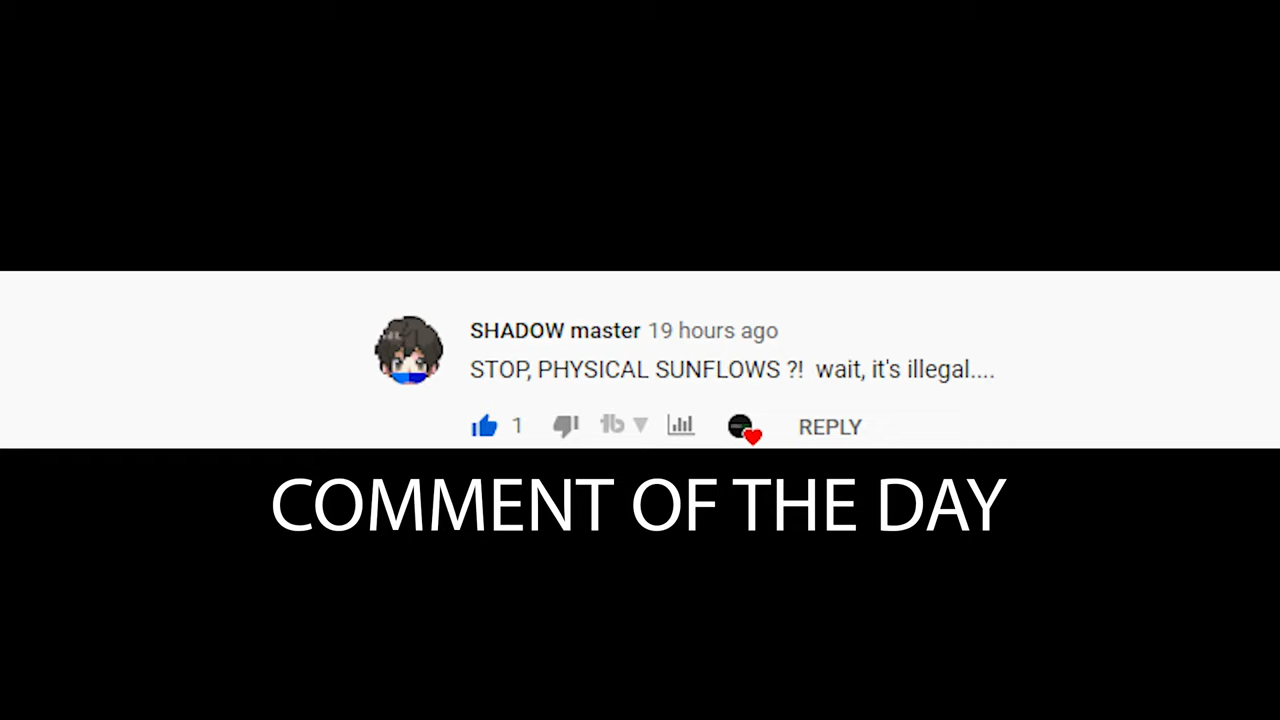 SHADOW master 19 hours ago
STOP, PHYSICAL SUNFLOWS ?! wait, it's illegal....
1 REPLY
COMMENT OF THE DAY